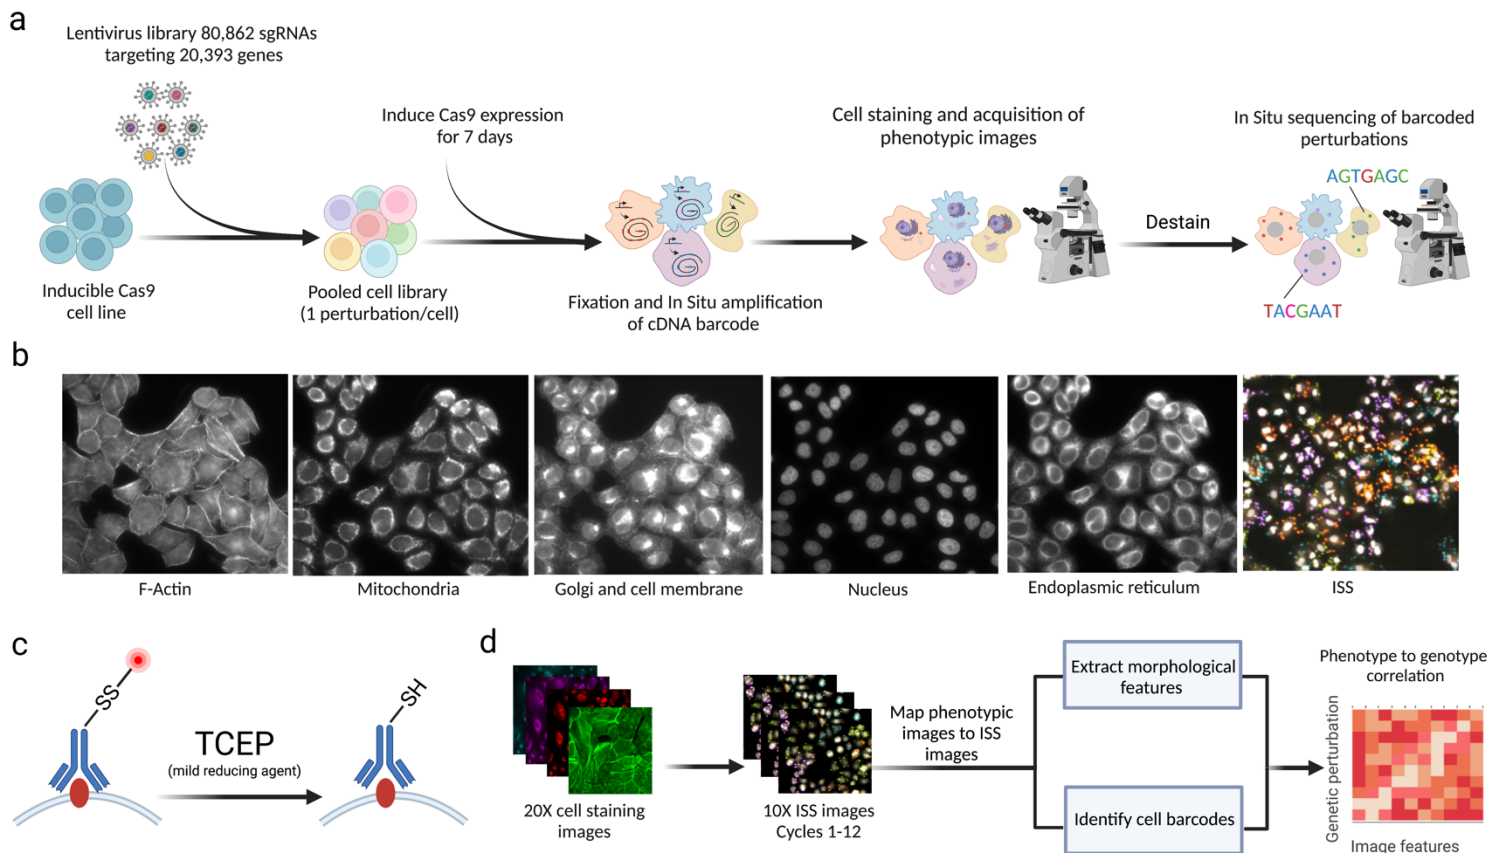 a
Lentivirus library 80,862 sgRNAs
targeting 20,393 genes
Induce Cas9 expression
for 7 days
Cell staining and acquisition of
phenotypic images
In Situ sequencing of barcoded
perturbations
AGTGAGC
Destain
Inducible Cas9
cell line
Pooled cell library
(1 perturbation/cell)
Fixation and In Situ amplification
of cDNA barcode
TACGAAT
b
F-Actin
Mitochondria
Golgi and cell membrane
Nucleus
Endoplasmic reticulum
ISS
c
SS
SH
TCEP
(mild reducing agent)
d
20X cell staining
images
10X ISS images
Cycles 1-12
Map phenotypic
images to ISS
images
Extract morphological
features
Identify cell barcodes
Phenotype to genotype
correlation
Genetic perturbation
Image features